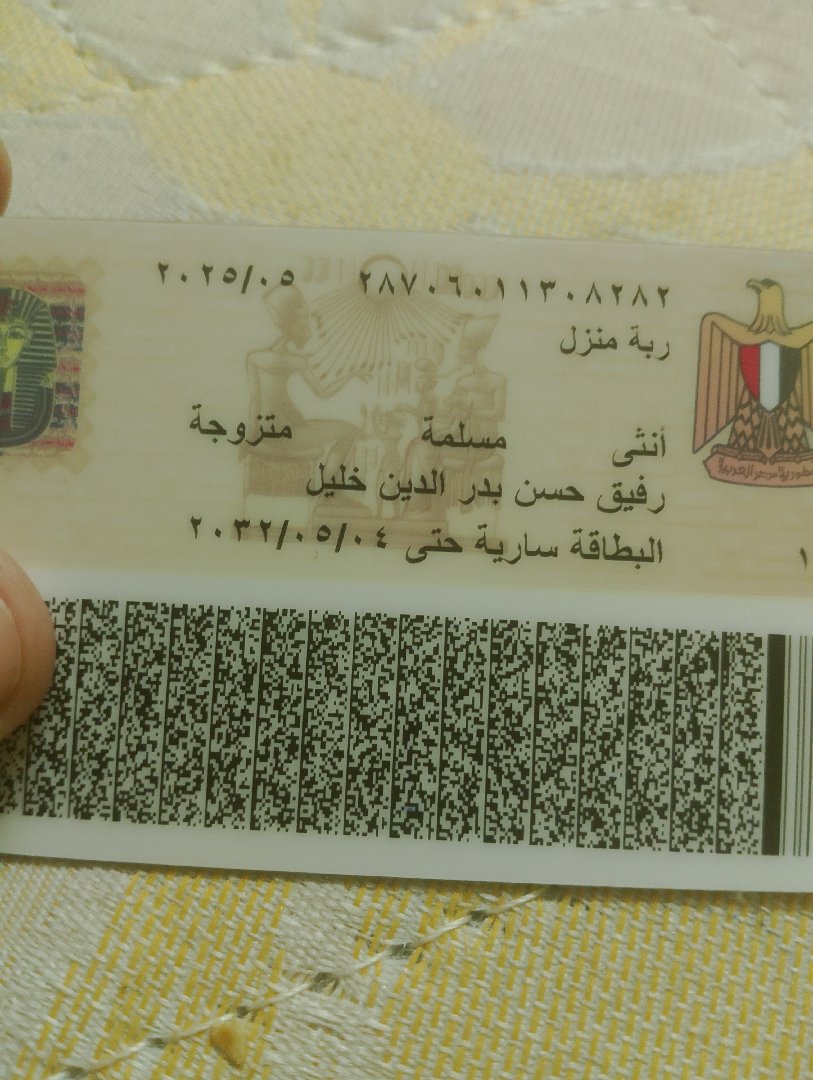 ٢٨٧٠٦٠١١٣٠٨٢٨٢ ٢٠٢٥/٠٥
ربة منزل
أنثى مسلمة متزوجة
رفيق حسن بدر الدين خليل
البطاقة سارية حتى ٢٠٣٢/٠٥/٠٤